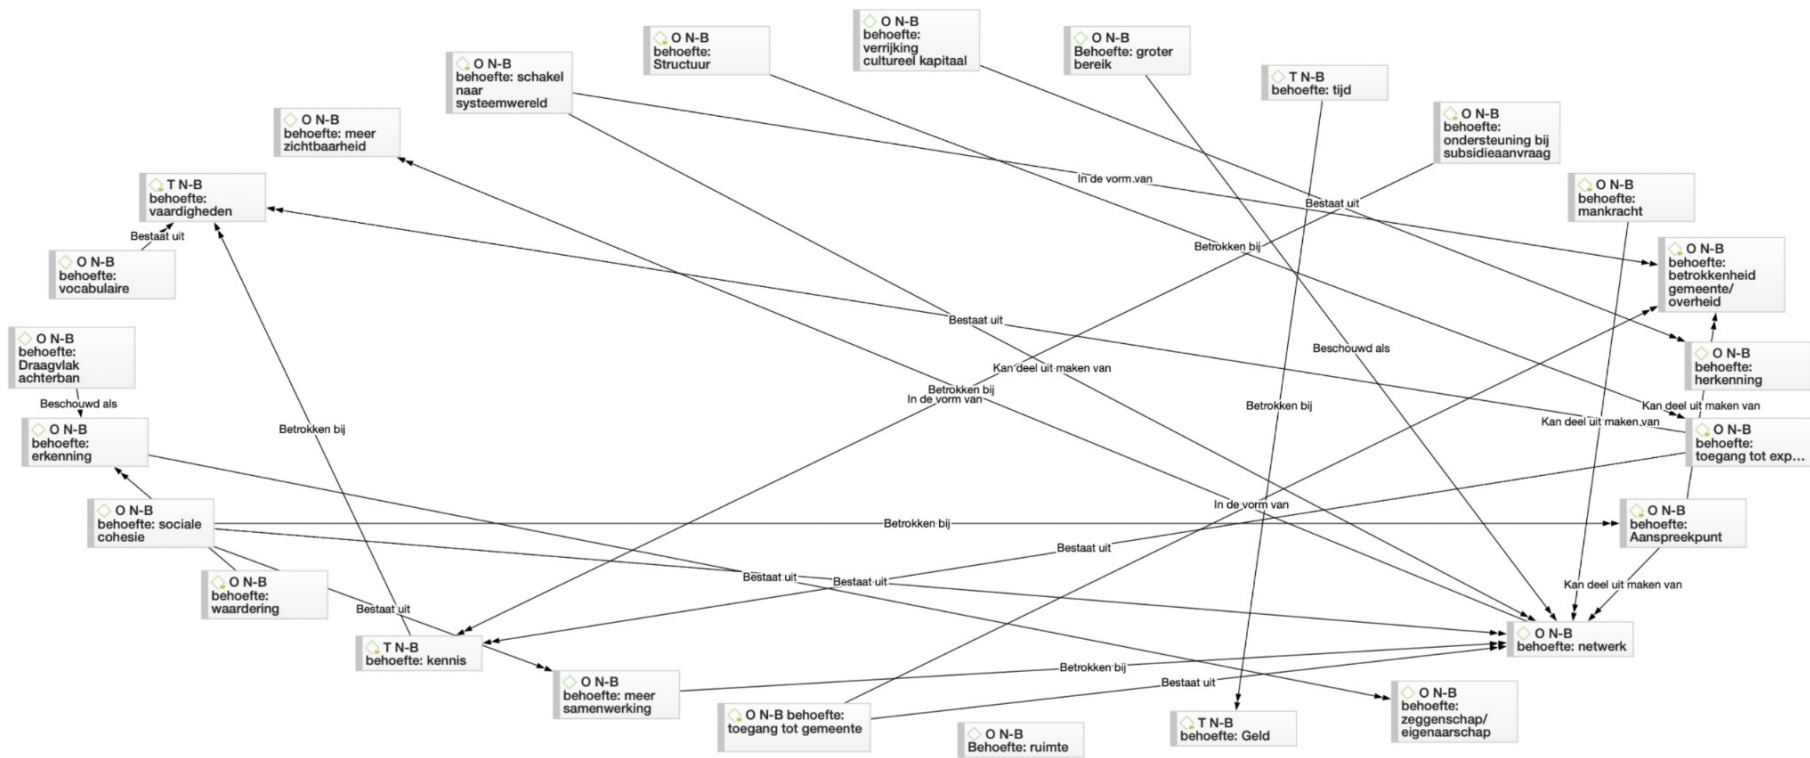 O N-B
behoefte:
verrijking
cultureel kapitaal
O N-B
behoefte:
Structuur
O N-B
Behoefte: groter
bereik
O N-B
behoefte: schakel
naar
systeemwereld
T N-B
behoefte: tijd
O N-B
behoefte:
ondersteuning bij
subsidieaanvraag
O N-B
behoefte: meer
zichtbaarheid
T N-B
behoefte:
vaardigheden
O N-B
behoefte:
mankracht
In de vorm van
Bestaat uit
Bestaat uit
Betrokken bij
O N-B
behoefte:
vocabulaire
O N-B
behoefte:
betrokkenheid
gemeente/
overheid
Bestaat uit
O N-B
behoefte:
Draagvlak
achterban
Beschouwd als
O N-B
behoefte:
herkenning
Kan deel uit maken van
Betrokken bij
In de vorm van
Beschouwd als
Betrokken bij
Kan deel uit maken van
Kan deel uit maken van
O N-B
behoefte:
erkenning
Betrokken bij
O N-B
behoefte:
toegang tot exp...
O N-B
behoefte: sociale
cohesie
Betrokken bij
In de vorm van
O N-B
behoefte:
Aanspreekpunt
Bestaat uit
O N-B
behoefte:
waardering
Bestaat uit
Bestaat uit
Bestaat uit
Kan deel uit maken van
T N-B
behoefte: kennis
O N-B
behoefte: netwerk
O N-B
behoefte: meer
samenwerking
Betrokken bij
Bestaat uit
O N-B behoefte:
toegang tot gemeente
O N-B
Behoefte: ruimte
T N-B
behoefte: Geld
O N-B
behoefte:
zeggenschap/
eigenaarschap